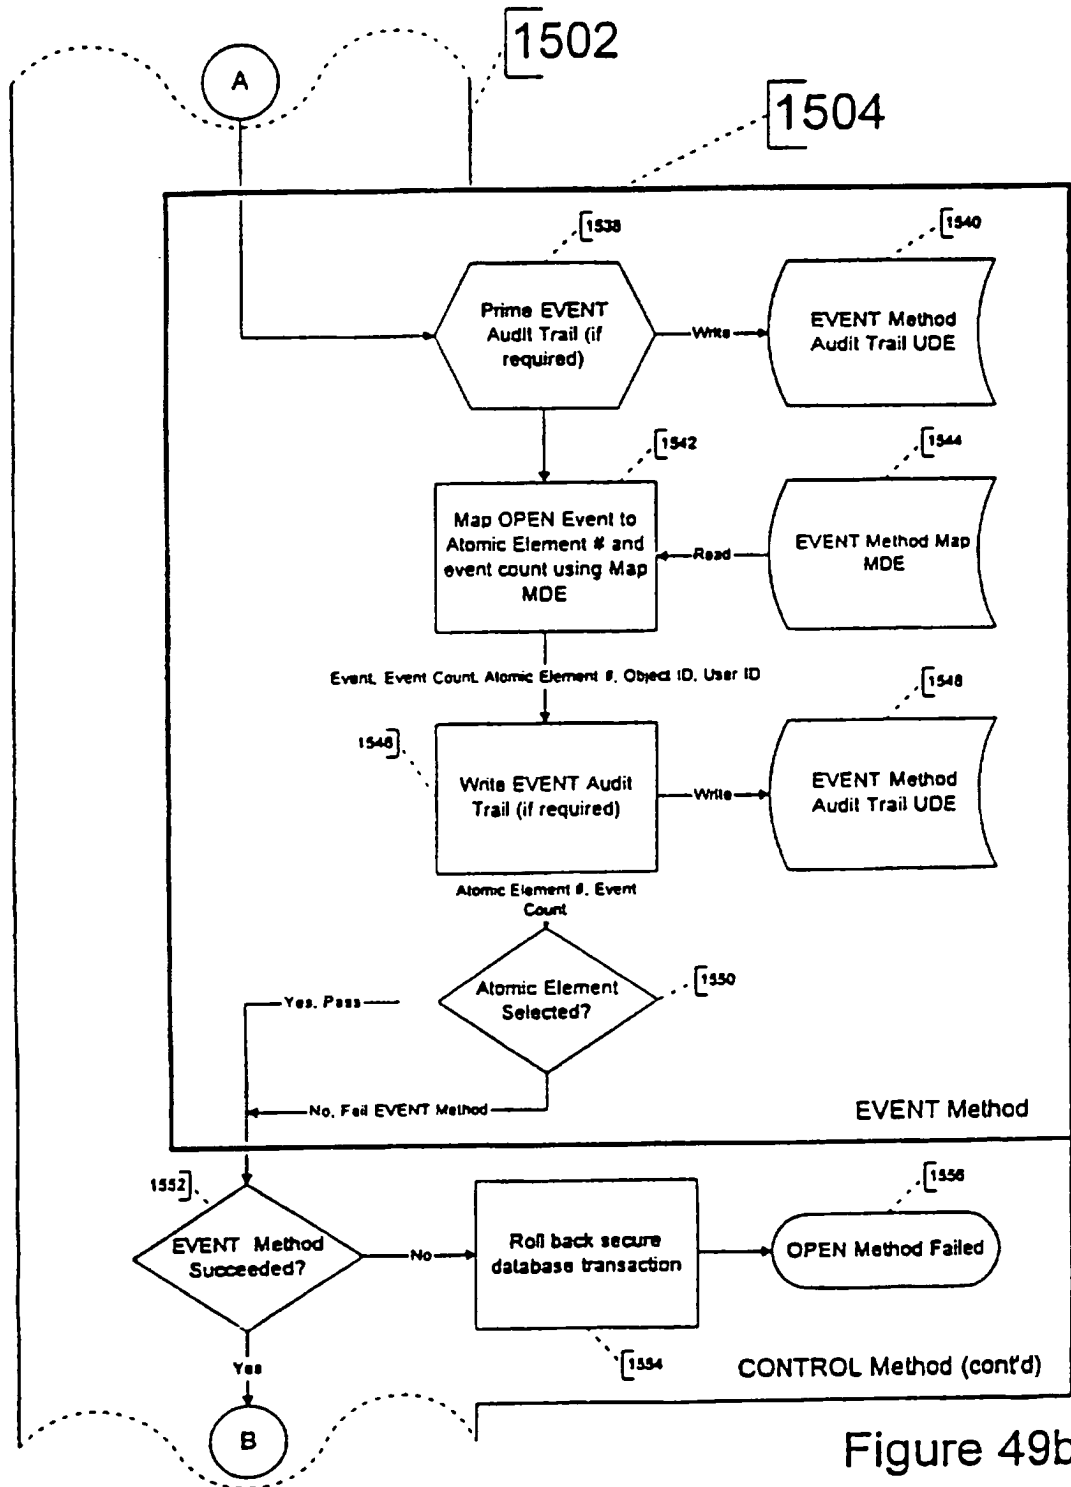 1502
A
1504
1538
1540
Prime EVENT
Audit Trail (if
required)
Write
EVENT Method
Audit Trail UDE
1542
1544
Map OPEN Event to
Atomic Element # and
event count using Map
MDE
Read
EVENT Method Map
MDE
Event, Event Count, Atomic Element #, Object ID, User ID
1546
1548
Write EVENT Audit
Trail (if required)
Write
EVENT Method
Audit Trail UDE
Atomic Element #, Event
Count
1550
Atomic Element
Selected?
Yes, Pass
No, Fail EVENT Method
EVENT Method
1552
1556
EVENT Method
Succeeded?
No
Roll back secure
database transaction
OPEN Method Failed
Yes
1554
CONTROL Method (cont'd)
B
Figure 49b